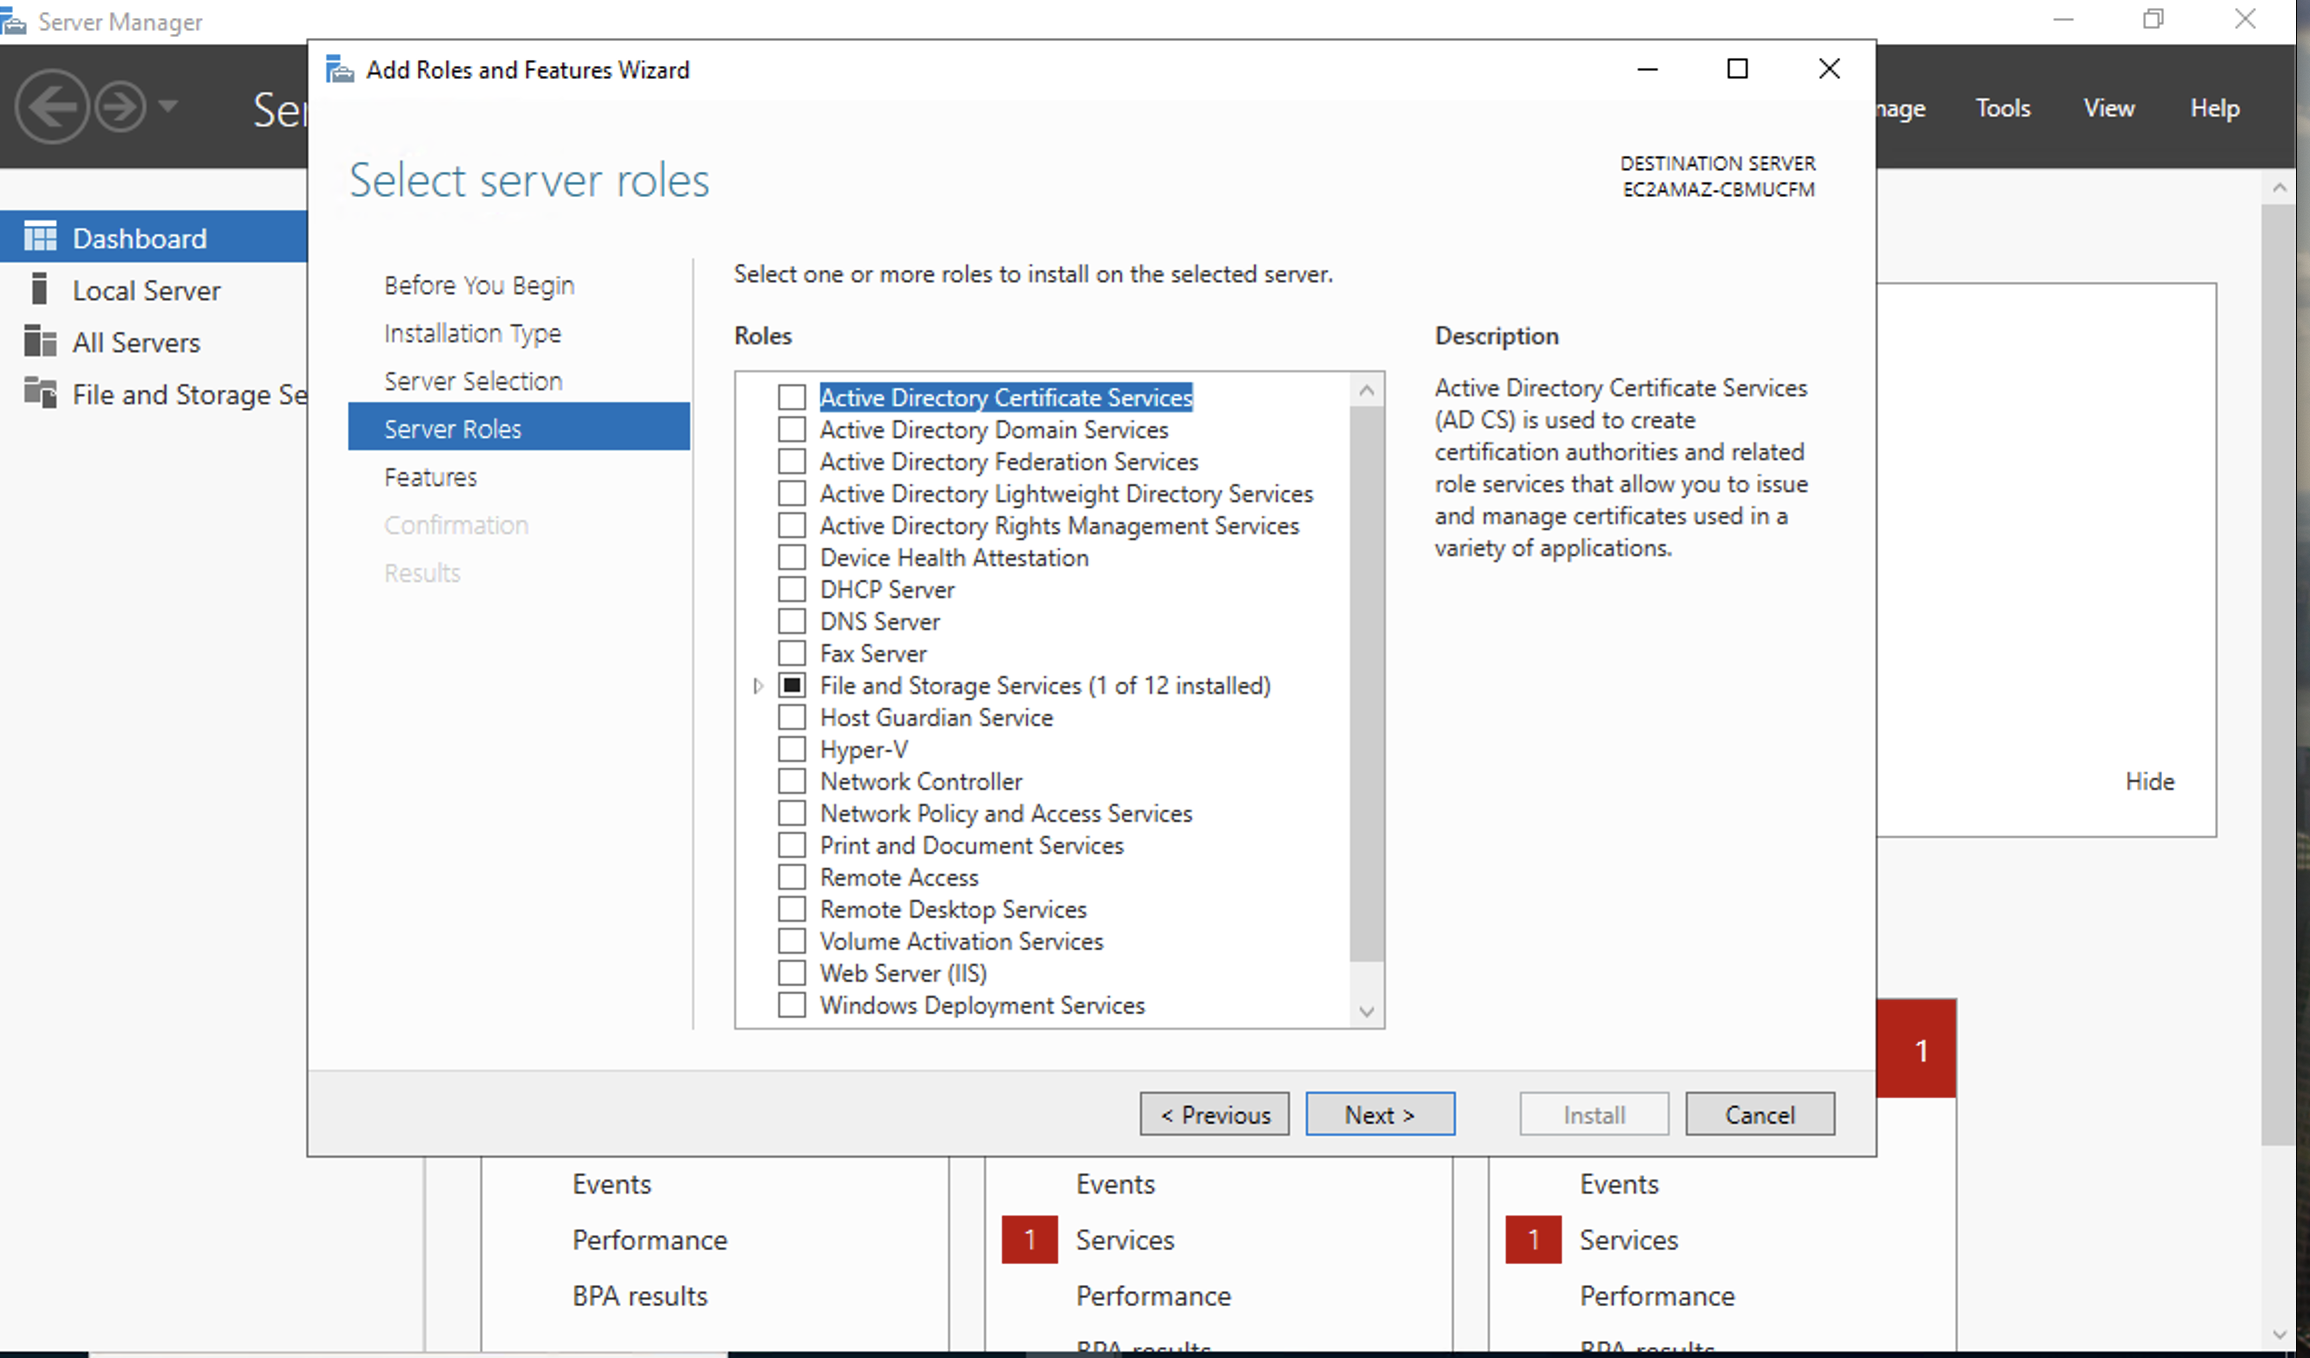 Server Manager
Add Roles and Features Wizard
Tools
View
Help
Select server roles
DESTINATION SERVER
EC2AMAZ-CBMUCFM
Dashboard
Local Server
All Servers
File and Storage Se
Before You Begin
Installation Type
Server Selection
Server Roles
Features
Confirmation
Results
Select one or more roles to install on the selected server.
Roles
Active Directory Certificate Services
Active Directory Domain Services
Active Directory Federation Services
Active Directory Lightweight Directory Services
Active Directory Rights Management Services
Device Health Attestation
DHCP Server
DNS Server
Fax Server
File and Storage Services (1 of 12 installed)
Host Guardian Service
Hyper-V
Network Controller
Network Policy and Access Services
Print and Document Services
Remote Access
Remote Desktop Services
Volume Activation Services
Web Server (IIS)
Windows Deployment Services
Description
Active Directory Certificate Services
(AD CS) is used to create
certification authorities and related
role services that allow you to issue
and manage certificates used in a
variety of applications.
Hide
1
< Previous
Next >
Install
Cancel
Events
Performance
BPA results
Events
1 Services
Performance
BPA results
Events
1 Services
Performance
BPA results